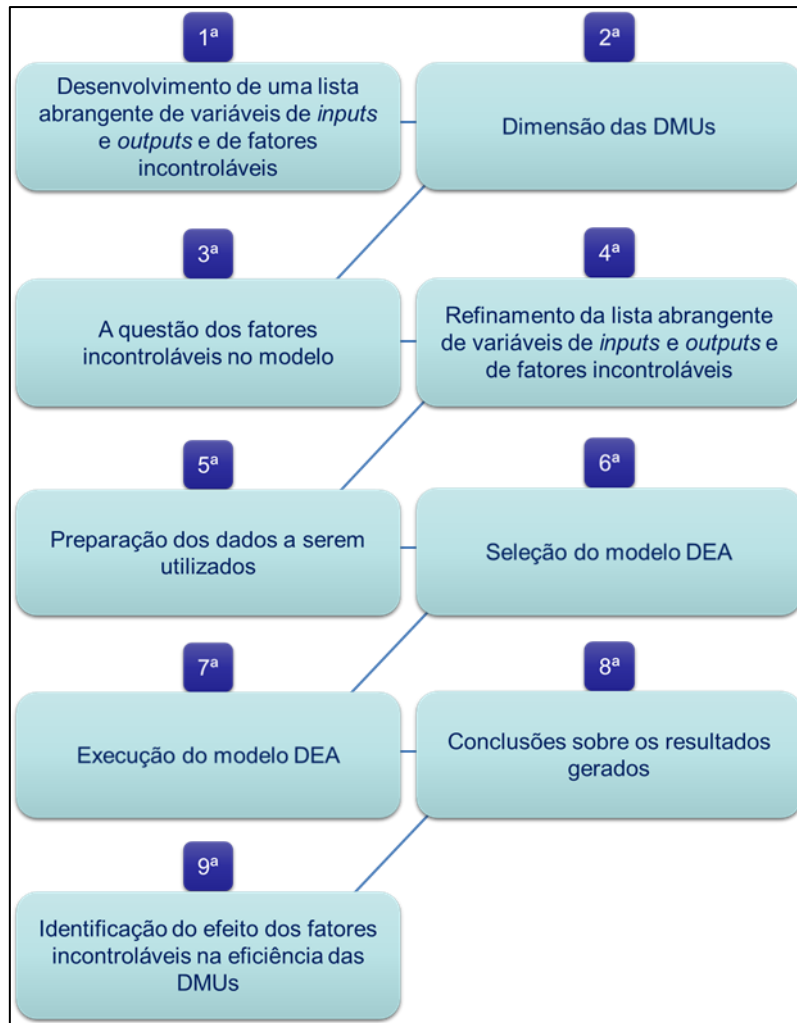 1ª
Desenvolvimento de uma lista
abrangente de variáveis de inputs
e outputs e de fatores
incontroláveis
2ª
Dimensão das DMUs
3ª
A questão dos fatores
incontroláveis no modelo
4ª
Refinamento da lista abrangente
de variáveis de inputs e outputs e
de fatores incontroláveis
5ª
Preparação dos dados a serem
utilizados
6ª
Seleção do modelo DEA
7ª
Execução do modelo DEA
8ª
Conclusões sobre os resultados
gerados
9ª
Identificação do efeito dos fatores
incontroláveis na eficiência das
DMUs